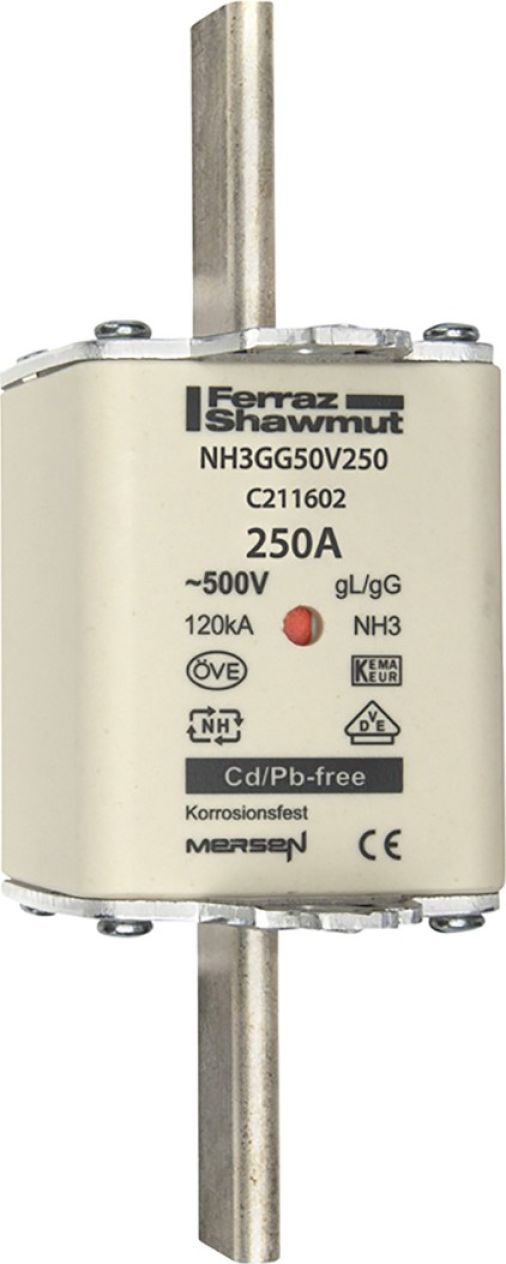 Ferraz
Shawmut
NH3GG50V250
C211602
250A
~500V gL/gG
120kA NH3
ÖVE KEMA KEUR
NH VDE
Cd/Pb-free
Korrosionsfest
MERSEN CE